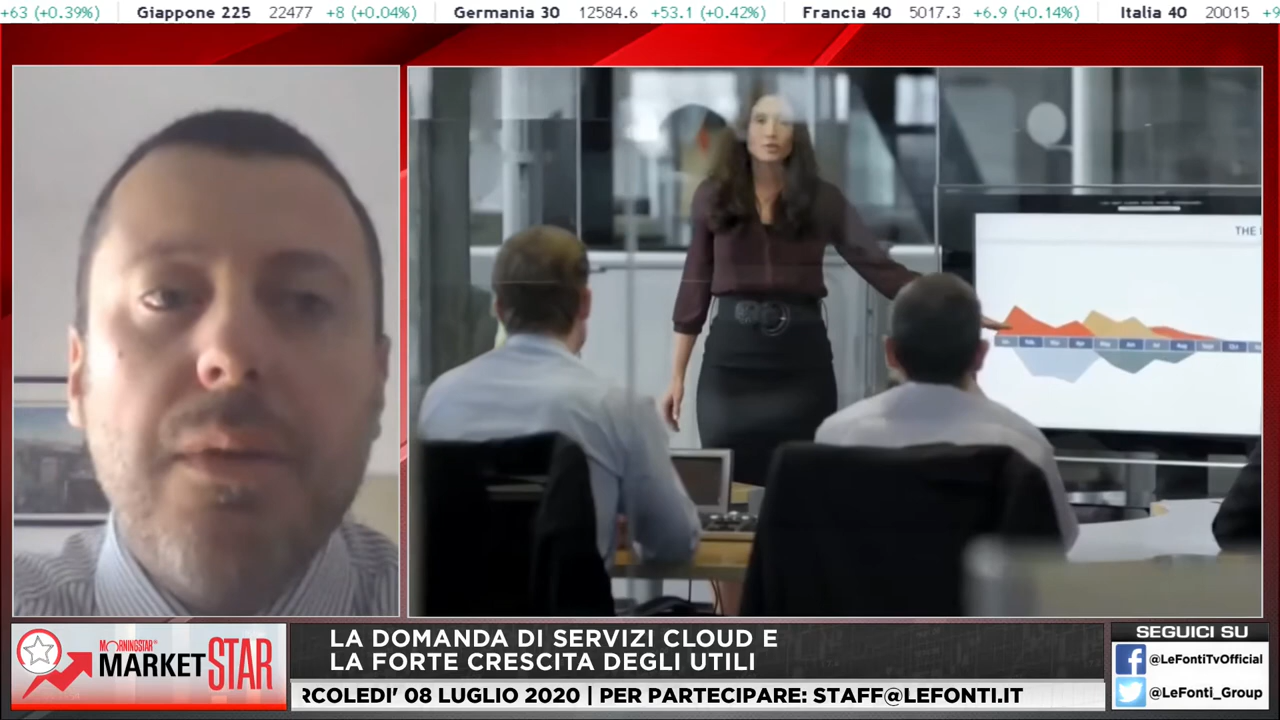 +63 (+0.39%) Giappone 225 22477 +8 (+0.04%) Germania 30 12584.6 +53.1 (+0.42%) Francia 40 5017.3 +6.9 (+0.14%) Italia 40 20015 +9
THE
MORNINGSTAR®
MARKETSTAR
LA DOMANDA DI SERVIZI CLOUD E
LA FORTE CRESCITA DEGLI UTILI
RCOLEDI' 08 LUGLIO 2020 | PER PARTECIPARE: STAFF@LEFONTI.IT
SEGUICI SU
@LeFontiTvOfficial
@LeFonti_Group